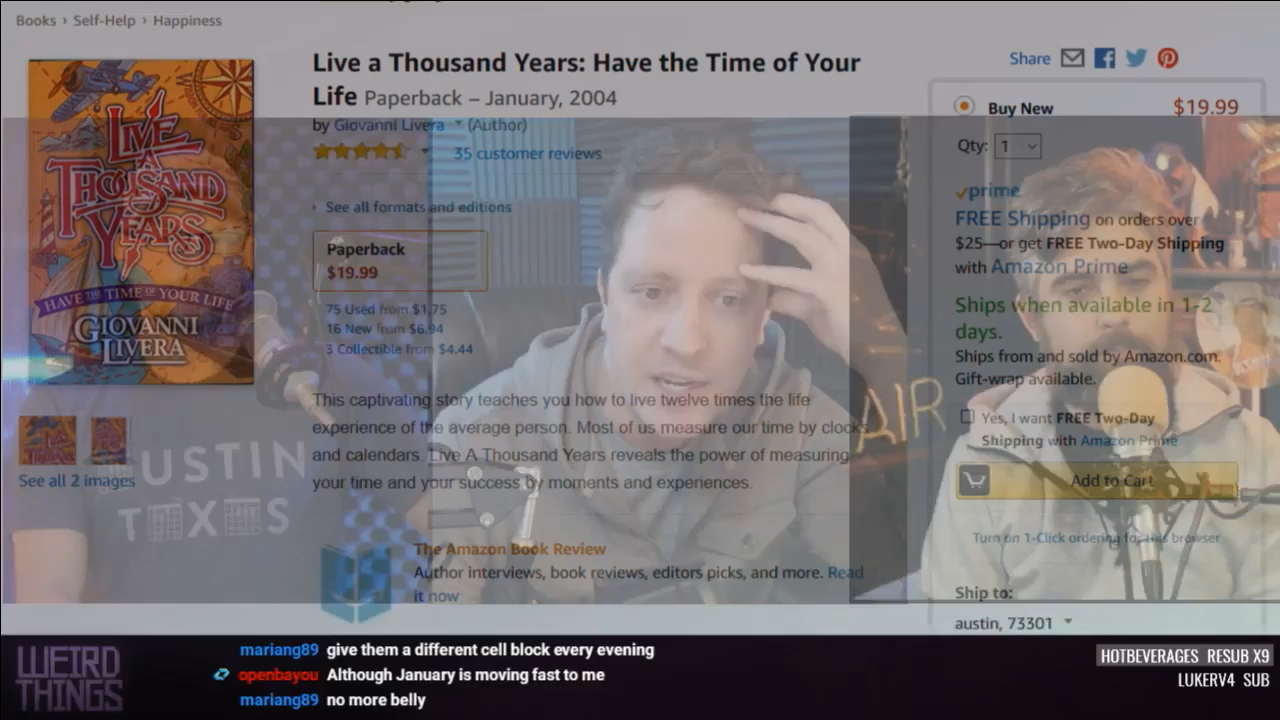 Books › Self-Help › Happiness
Live a Thousand Years: Have the Time of Your
Life Paperback – January, 2004
by Giovanni Livera (Author)
35 customer reviews
See all formats and editions
Paperback
$19.99
75 Used from $1.75
16 New from $6.94
3 Collectible from $4.44
This captivating story teaches you how to live twelve times the life
experience of the average person. Most of us measure our time by clocks
and calendars. Live A Thousand Years reveals the power of measuring
your time and your success by moments and experiences.
The Amazon Book Review
Author interviews, book reviews, editors picks, and more. Read
it now
LIVE
A
THOUSAND
YEARS
HAVE THE TIME OF YOUR LIFE
GIOVANNI
LIVERA
See all 2 images
AUSTIN
TEXAS
AIR
Share
Buy New $19.99
Qty: 1
prime
FREE Shipping on orders over
$25—or get FREE Two-Day Shipping
with Amazon Prime
Ships when available in 1-2
days.
Ships from and sold by Amazon.com.
Gift-wrap available.
Yes, I want FREE Two-Day
Shipping with Amazon Prime
Add to Cart
Turn on 1-Click ordering for this browser
Ship to:
austin, 73301
WEIRD
THINGS
mariang89 give them a different cell block every evening
openbayou Although January is moving fast to me
mariang89 no more belly
HOTBEVERAGES RESUB X9
LUKERV4 SUB